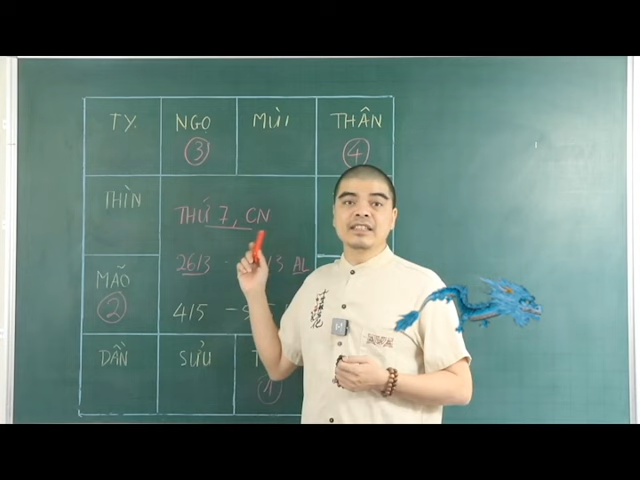 TỴ. NGỌ MÙI THÂN
3 4
THÌN
THỨ 7, CN
26/3 - 13 AL
MÃO
2
4/5 -
DẦN SỬU T
1